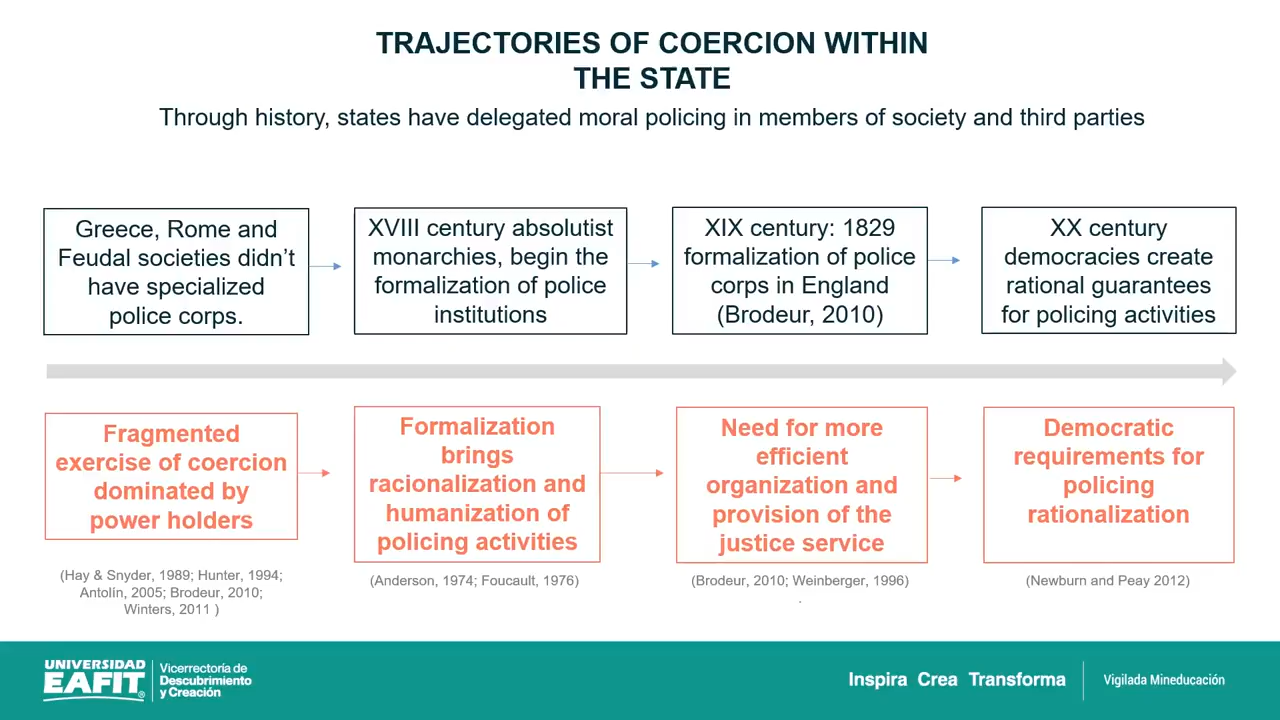 TRAJECTORIES OF COERCION WITHIN
THE STATE
Through history, states have delegated moral policing in members of society and third parties
Greece, Rome and
Feudal societies didn’t
have specialized
police corps.
XVIII century absolutist
monarchies, begin the
formalization of police
institutions
XIX century: 1829
formalization of police
corps in England
(Brodeur, 2010)
XX century
democracies create
rational guarantees
for policing activities
Fragmented
exercise of coercion
dominated by
power holders
Formalization
brings
racionalization and
humanization of
policing activities
Need for more
efficient
organization and
provision of the
justice service
Democratic
requirements for
policing
rationalization
(Hay & Snyder, 1989; Hunter, 1994;
Antolín, 2005; Brodeur, 2010;
Winters, 2011 )
(Anderson, 1974; Foucault, 1976)
(Brodeur, 2010; Weinberger, 1996)
.
(Newburn and Peay 2012)
UNIVERSIDAD
EAFIT®
Vicerrectoría de
Descubrimiento
y Creación
Inspira Crea Transforma
Vigilada Mineducación